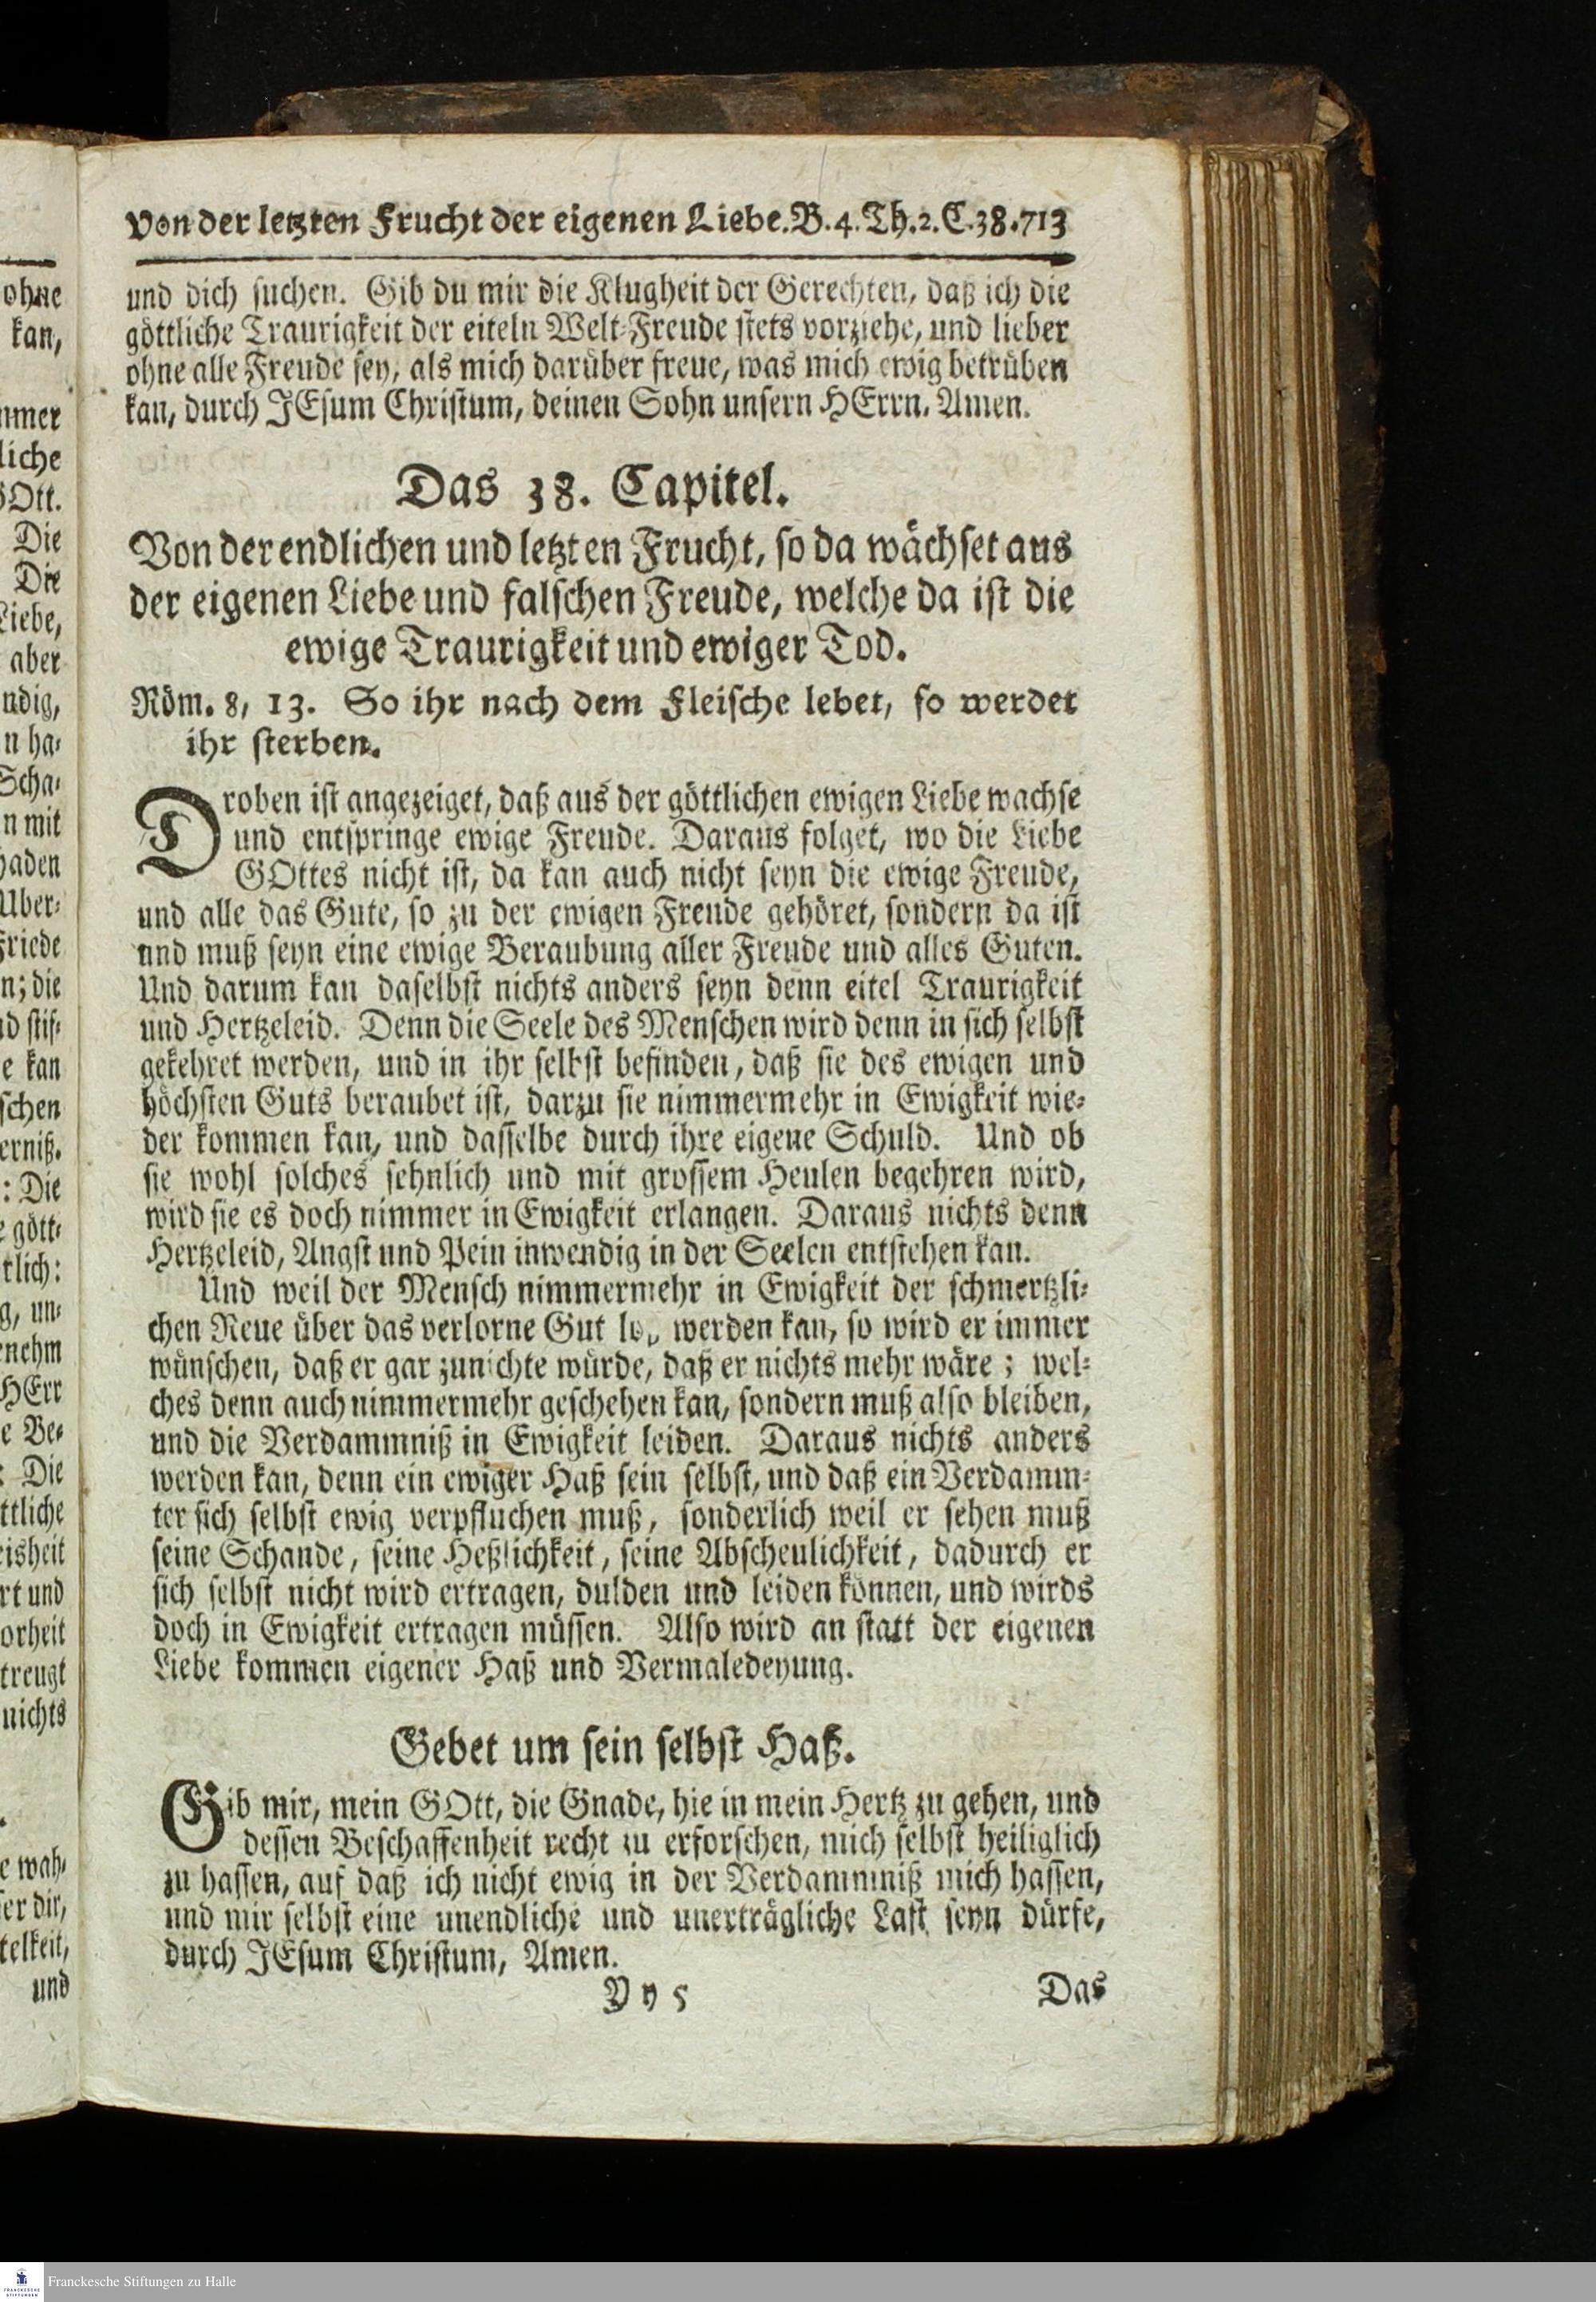 Von der letzten Frucht der eigenen Liebe. B. 4. Th. 2. C. 38. 713
und dich suchen. Gib du mir die Klugheit der Gerechten, daß ich die
göttliche Traurigkeit der eiteln Welt-Freude stets vorziehe, und lieber
ohne alle Freude sey, als mich darüber freue, was mich ewig betrüben
kan, durch JEsum Christum, deinen Sohn unsern HErrn. Amen.
Das 38. Capitel.
Von der endlichen und letzten Frucht, so da wächset aus
der eigenen Liebe und falschen Freude, welche da ist die
ewige Traurigkeit und ewiger Tod.
Röm. 8, 13. So ihr nach dem Fleische lebet, so werdet
ihr sterben.
Droben ist angezeiget, daß aus der göttlichen ewigen Liebe wachse
und entspringe ewige Freude. Daraus folget, wo die Liebe
GOttes nicht ist, da kan auch nicht seyn die ewige Freude,
und alle das Gute, so zu der ewigen Freude gehöret, sondern da ist
und muß seyn eine ewige Beraubung aller Freude und alles Guten.
Und darum kan daselbst nichts anders seyn denn eitel Traurigkeit
und Hertzeleid. Denn die Seele des Menschen wird denn in sich selbst
gekehret werden, und in ihr selbst befinden, daß sie des ewigen und
höchsten Guts beraubet ist, darzu sie nimmermehr in Ewigkeit wie-
der kommen kan, und dasselbe durch ihre eigene Schuld. Und ob
sie wohl solches sehnlich und mit grossem Heulen begehren wird,
wird sie es doch nimmer in Ewigkeit erlangen. Daraus nichts denn
Hertzeleid, Angst und Pein inwendig in der Seelen entstehen kan.
Und weil der Mensch nimmermehr in Ewigkeit der schmertzli-
chen Reue über das verlorne Gut los werden kan, so wird er immer
wünschen, daß er gar zunichte würde, daß er nichts mehr wäre; wel-
ches denn auch nimmermehr geschehen kan, sondern muß also bleiben,
und die Verdammniß in Ewigkeit leiden. Daraus nichts anders
werden kan, denn ein ewiger Haß sein selbst, und daß ein Verdamm-
ter sich selbst ewig verpfluchen muß, sonderlich weil er sehen muß
seine Schande, seine Heßlichkeit, seine Abscheulichkeit, dadurch er
sich selbst nicht wird ertragen, dulden und leiden können, und wirds
doch in Ewigkeit ertragen müssen. Also wird an statt der eigenen
Liebe kommen eigener Haß und Vermaledeyung.
Gebet um sein selbst Haß.
Gib mir, mein GOtt, die Gnade, hie in mein Hertz zu gehen, und
dessen Beschaffenheit recht zu erforschen, mich selbst heiliglich
zu hassen, auf daß ich nicht ewig in der Verdammniß mich hassen,
und mir selbst eine unendliche und unerträgliche Last seyn dürfe,
durch JEsum Christum, Amen.
Yy 5 Das
Franckesche Stiftungen zu Halle